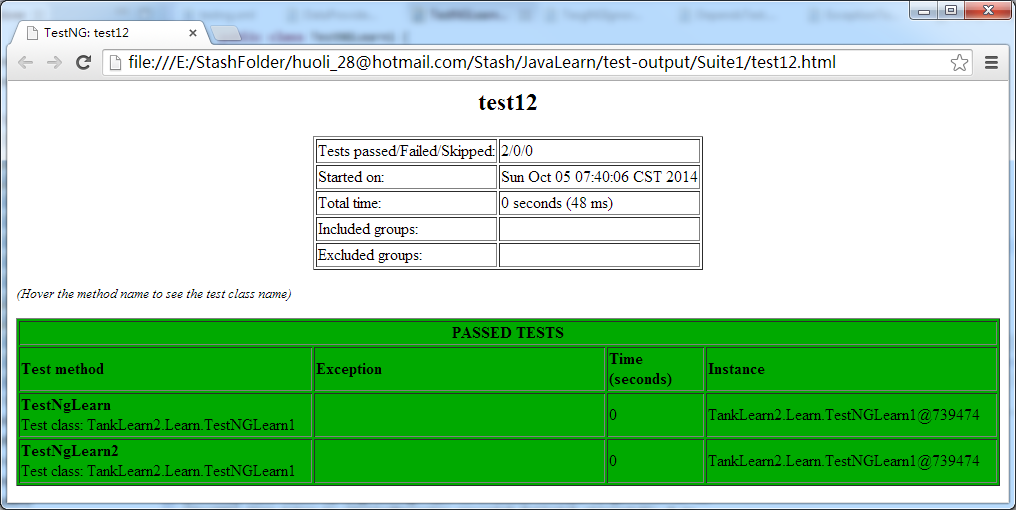 TestNG: test12
file:///E:/StashFolder/huoli_28@hotmail.com/Stash/JavaLearn/test-output/Suite1/test12.html
test12
Tests passed/Failed/Skipped: 2/0/0
Started on: Sun Oct 05 07:40:06 CST 2014
Total time: 0 seconds (48 ms)
Included groups:
Excluded groups:
(Hover the method name to see the test class name)
PASSED TESTS
Test method Exception Time (seconds) Instance
TestNgLearn
Test class: TankLearn2.Learn.TestNGLearn1 0 TankLearn2.Learn.TestNGLearn1@739474
TestNgLearn2
Test class: TankLearn2.Learn.TestNGLearn1 0 TankLearn2.Learn.TestNGLearn1@739474